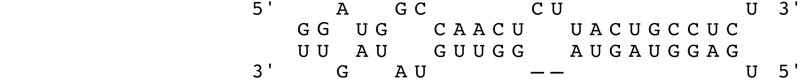 5' A GC CU U 3'
GG UG CAACU UACUGCCUC
UU AU GUUGG AUGAUGGAG
3' G AU -- U 5'